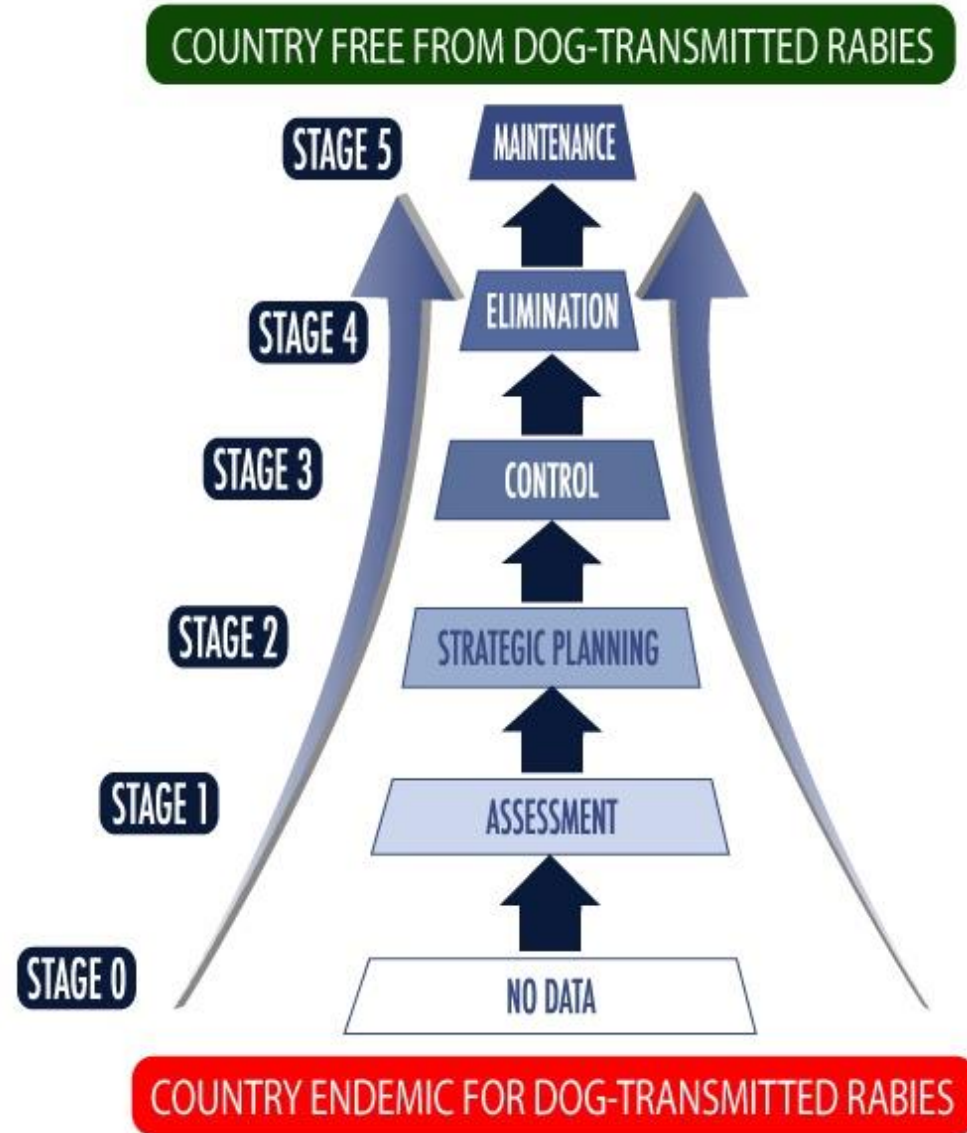 COUNTRY FREE FROM DOG-TRANSMITTED RABIES
STAGE 5
MAINTENANCE
STAGE 4
ELIMINATION
STAGE 3
CONTROL
STAGE 2
STRATEGIC PLANNING
STAGE 1
ASSESSMENT
STAGE 0
NO DATA
COUNTRY ENDEMIC FOR DOG-TRANSMITTED RABIES